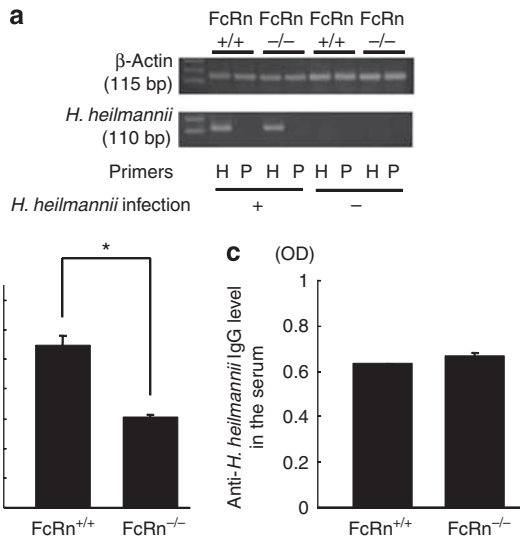 a
FcRn FcRn FcRn FcRn
+/+ −/− +/+ −/−
β-Actin
(115 bp)
H. heilmannii
(110 bp)
Primers H P H P H P H P
H. heilmannii infection + −
*
FcRn+/+ FcRn−/−
c (OD)
Anti-H. heilmannii IgG level
in the serum
1
0.8
0.6
0.4
0.2
0
FcRn+/+ FcRn−/−